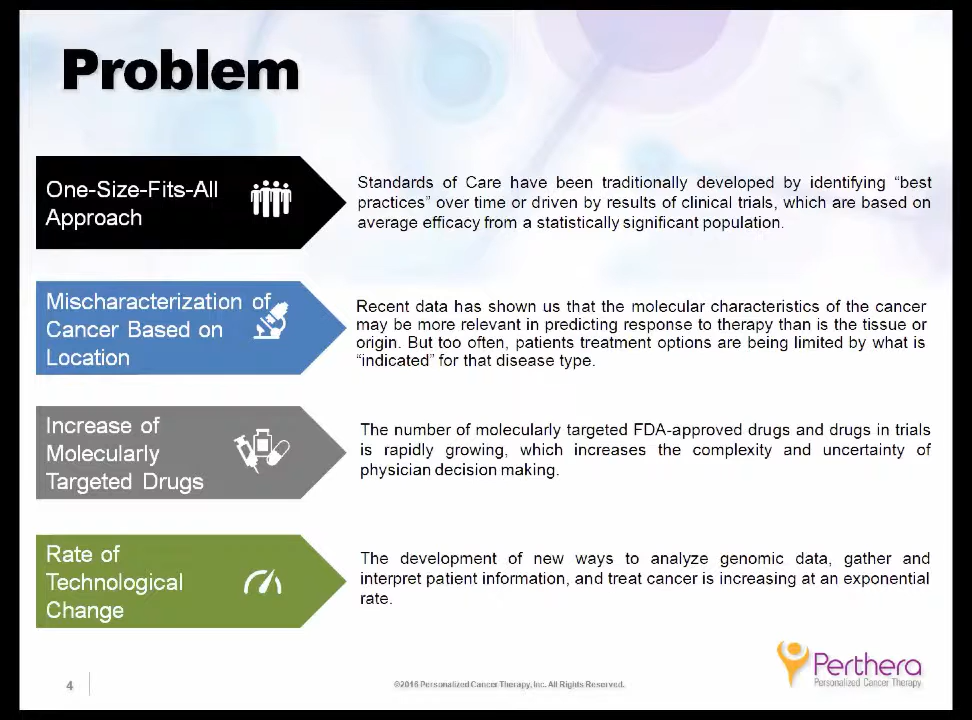 Problem
One-Size-Fits-All
Approach
Standards of Care have been traditionally developed by identifying “best
practices” over time or driven by results of clinical trials, which are based on
average efficacy from a statistically significant population.
Mischaracterization of
Cancer Based on
Location
Recent data has shown us that the molecular characteristics of the cancer
may be more relevant in predicting response to therapy than is the tissue or
origin. But too often, patients treatment options are being limited by what is
“indicated” for that disease type.
Increase of
Molecularly
Targeted Drugs
The number of molecularly targeted FDA-approved drugs and drugs in trials
is rapidly growing, which increases the complexity and uncertainty of
physician decision making.
Rate of
Technological
Change
The development of new ways to analyze genomic data, gather and
interpret patient information, and treat cancer is increasing at an exponential
rate.
4
©2016 Personalized Cancer Therapy, Inc. All Rights Reserved.
Perthera
Personalized Cancer Therapy